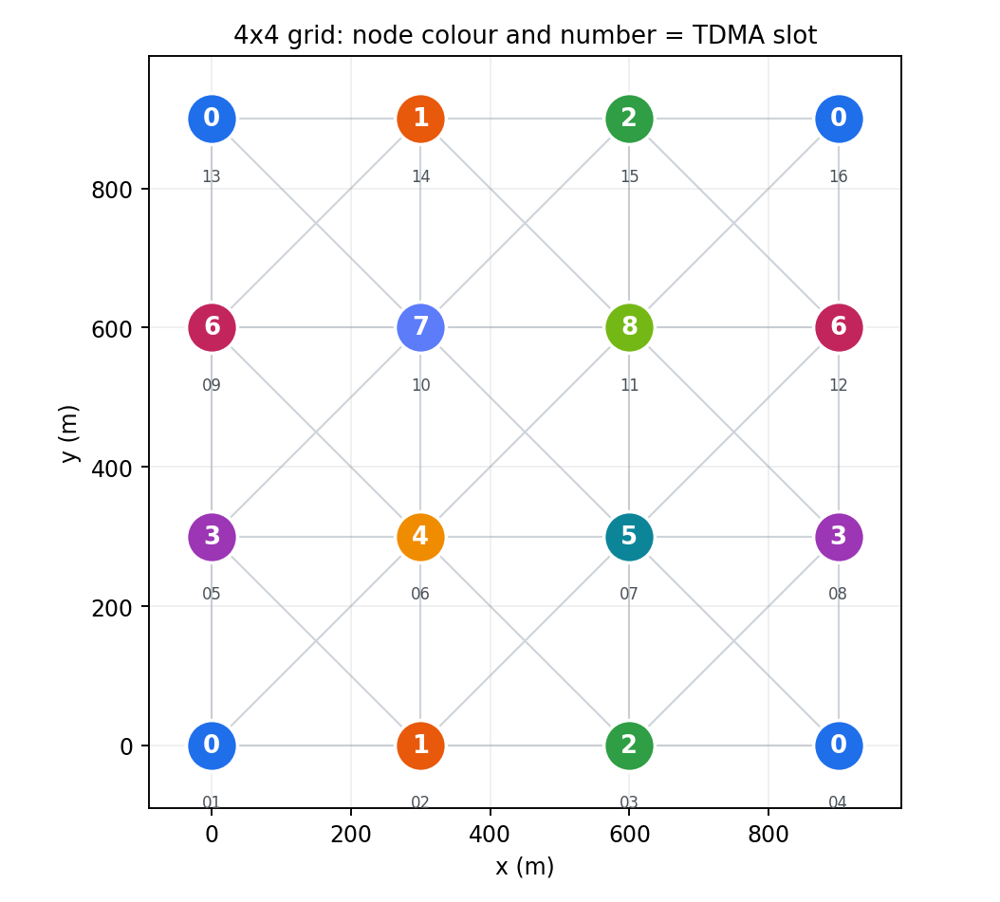 4x4 grid: node colour and number = TDMA slot
0 1 2 0
13 14 15 16
800
6 7 8 6
600
09 10 11 12
y (m)
400
3 4 5 3
05 06 07 08
200
0 1 2 0
0
01 02 03 04
0 200 400 600 800
x (m)